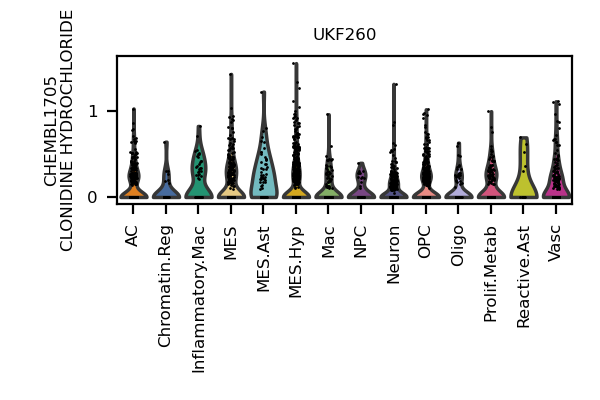 UKF260
CHEMBL1705
CLONIDINE HYDROCHLORIDE
1
0
AC
Chromatin.Reg
Inflammatory.Mac
MES
MES.Ast
MES.Hyp
Mac
NPC
Neuron
OPC
Oligo
Prolif.Metab
Reactive.Ast
Vasc